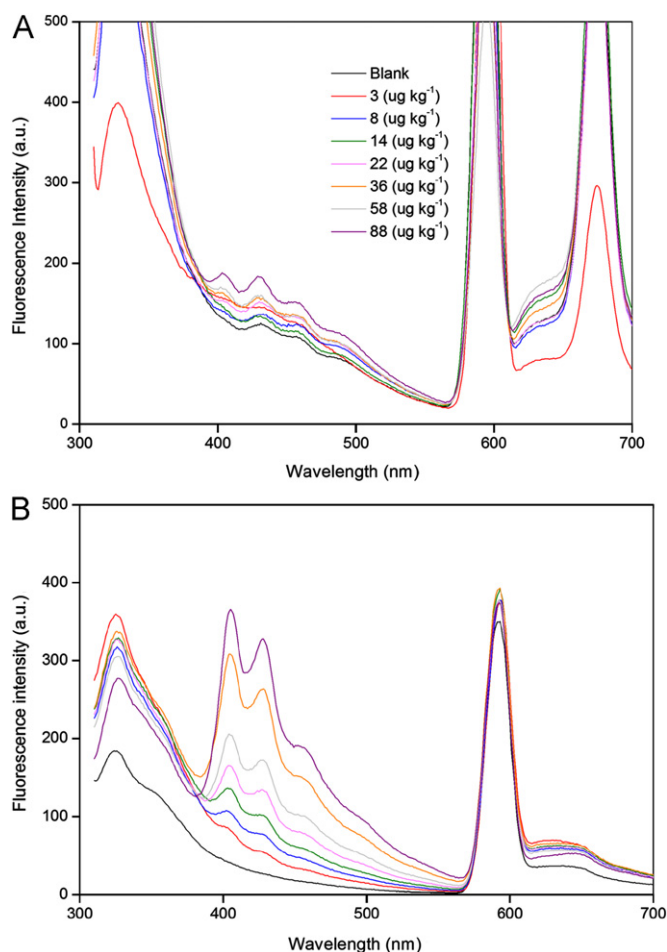 A
500
400
300
200
100
0
Fluorescence Intensity (a.u.)
Blank
3 (ug kg⁻¹)
8 (ug kg⁻¹)
14 (ug kg⁻¹)
22 (ug kg⁻¹)
36 (ug kg⁻¹)
58 (ug kg⁻¹)
88 (ug kg⁻¹)
300 400 500 600 700
Wavelength (nm)
B
500
400
300
200
100
0
Fluorescence intensity (a.u.)
300 400 500 600 700
Wavelength (nm)